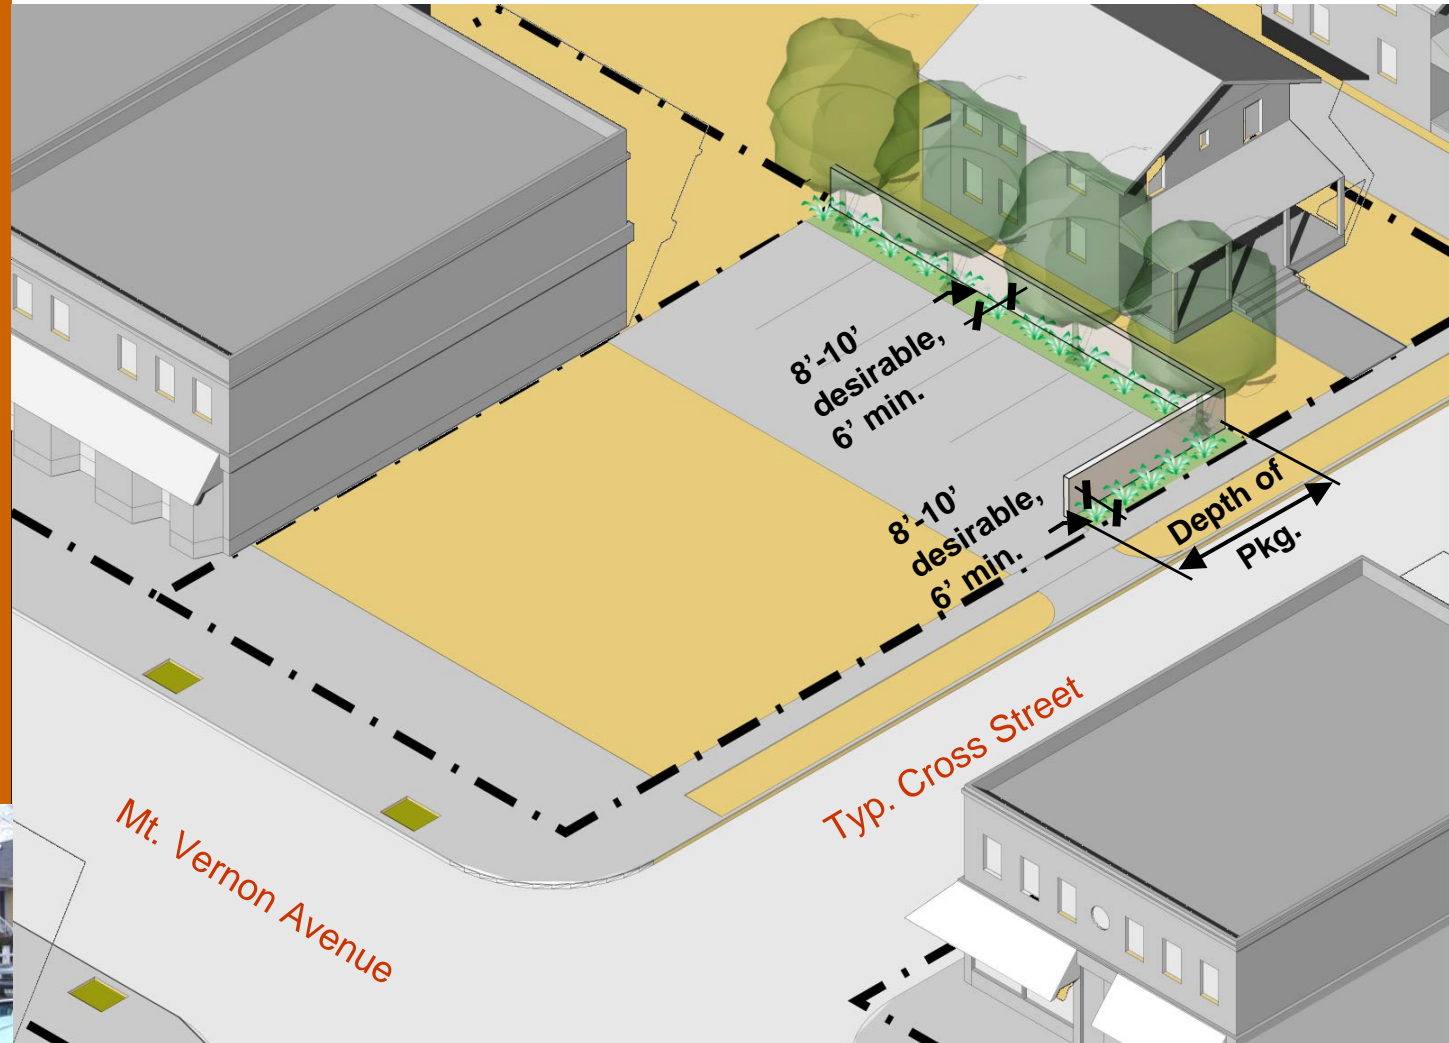 8’-10’
desirable,
6’ min.
8’-10’
desirable,
6’ min.
Depth of
Pkg.
Typ. Cross Street
Mt. Vernon Avenue